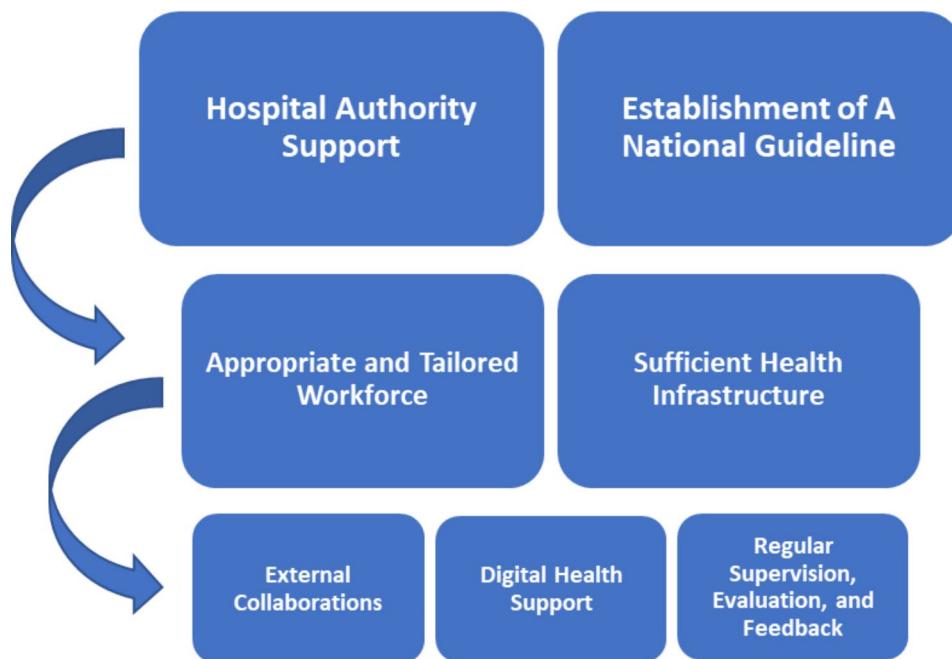 Hospital Authority
Support
Establishment of A
National Guideline
Appropriate and Tailored
Workforce
Sufficient Health
Infrastructure
External
Collaborations
Digital Health
Support
Regular
Supervision,
Evaluation, and
Feedback